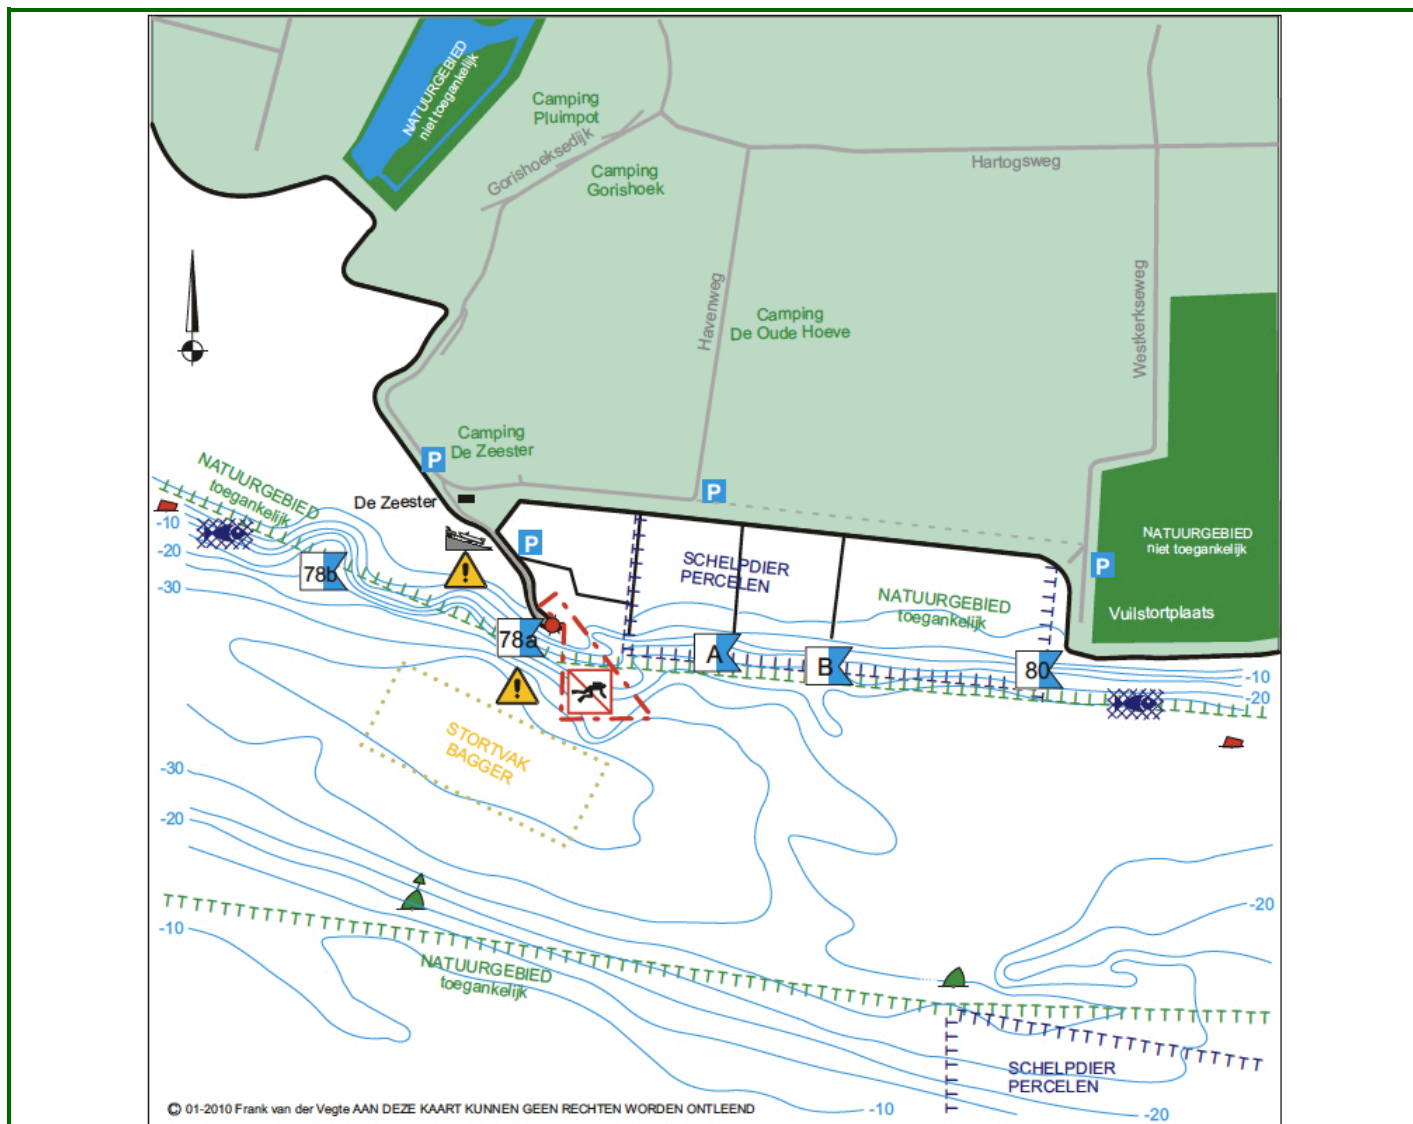 NATUURGEBIED
niet toegankelijk
Camping
Pluimpot
Gorishoeksedijk
Camping
Gorishoek
Hartogsweg
Havenweg
Westkerkseweg
Camping
De Oude Hoeve
Camping
De Zeester
P
De Zeester
P
NATUURGEBIED
toegankelijk
-10
-20
-30
78b
!
P
SCHELPDIER
PERCELEN
NATUURGEBIED
toegankelijk
NATUURGEBIED
niet toegankelijk
P
Vuilstortplaats
78a
A
B
80
-10
-20
!
STORTVAK
BAGGER
-30
-20
-10
-20
NATUURGEBIED
toegankelijk
SCHELPDIER
PERCELEN
© 01-2010 Frank van der Vegte AAN DEZE KAART KUNNEN GEEN RECHTEN WORDEN ONTLEEND
-10
-20